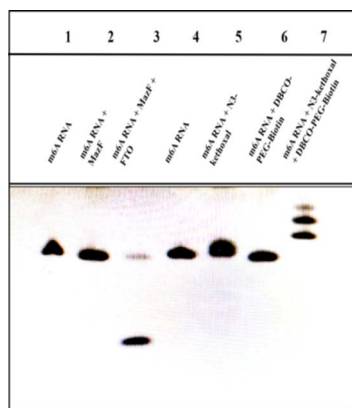 1 2 3 4 5 6 7
m6A RNA
m6A RNA +
MazF
m6A RNA + MazF +
FTO
m6A RNA
m6A RNA + N3-
kethoxal
m6A RNA + DBCO-
PEG-Biotin
m6A RNA + N3-kethoxal
+ DBCO-PEG-Biotin